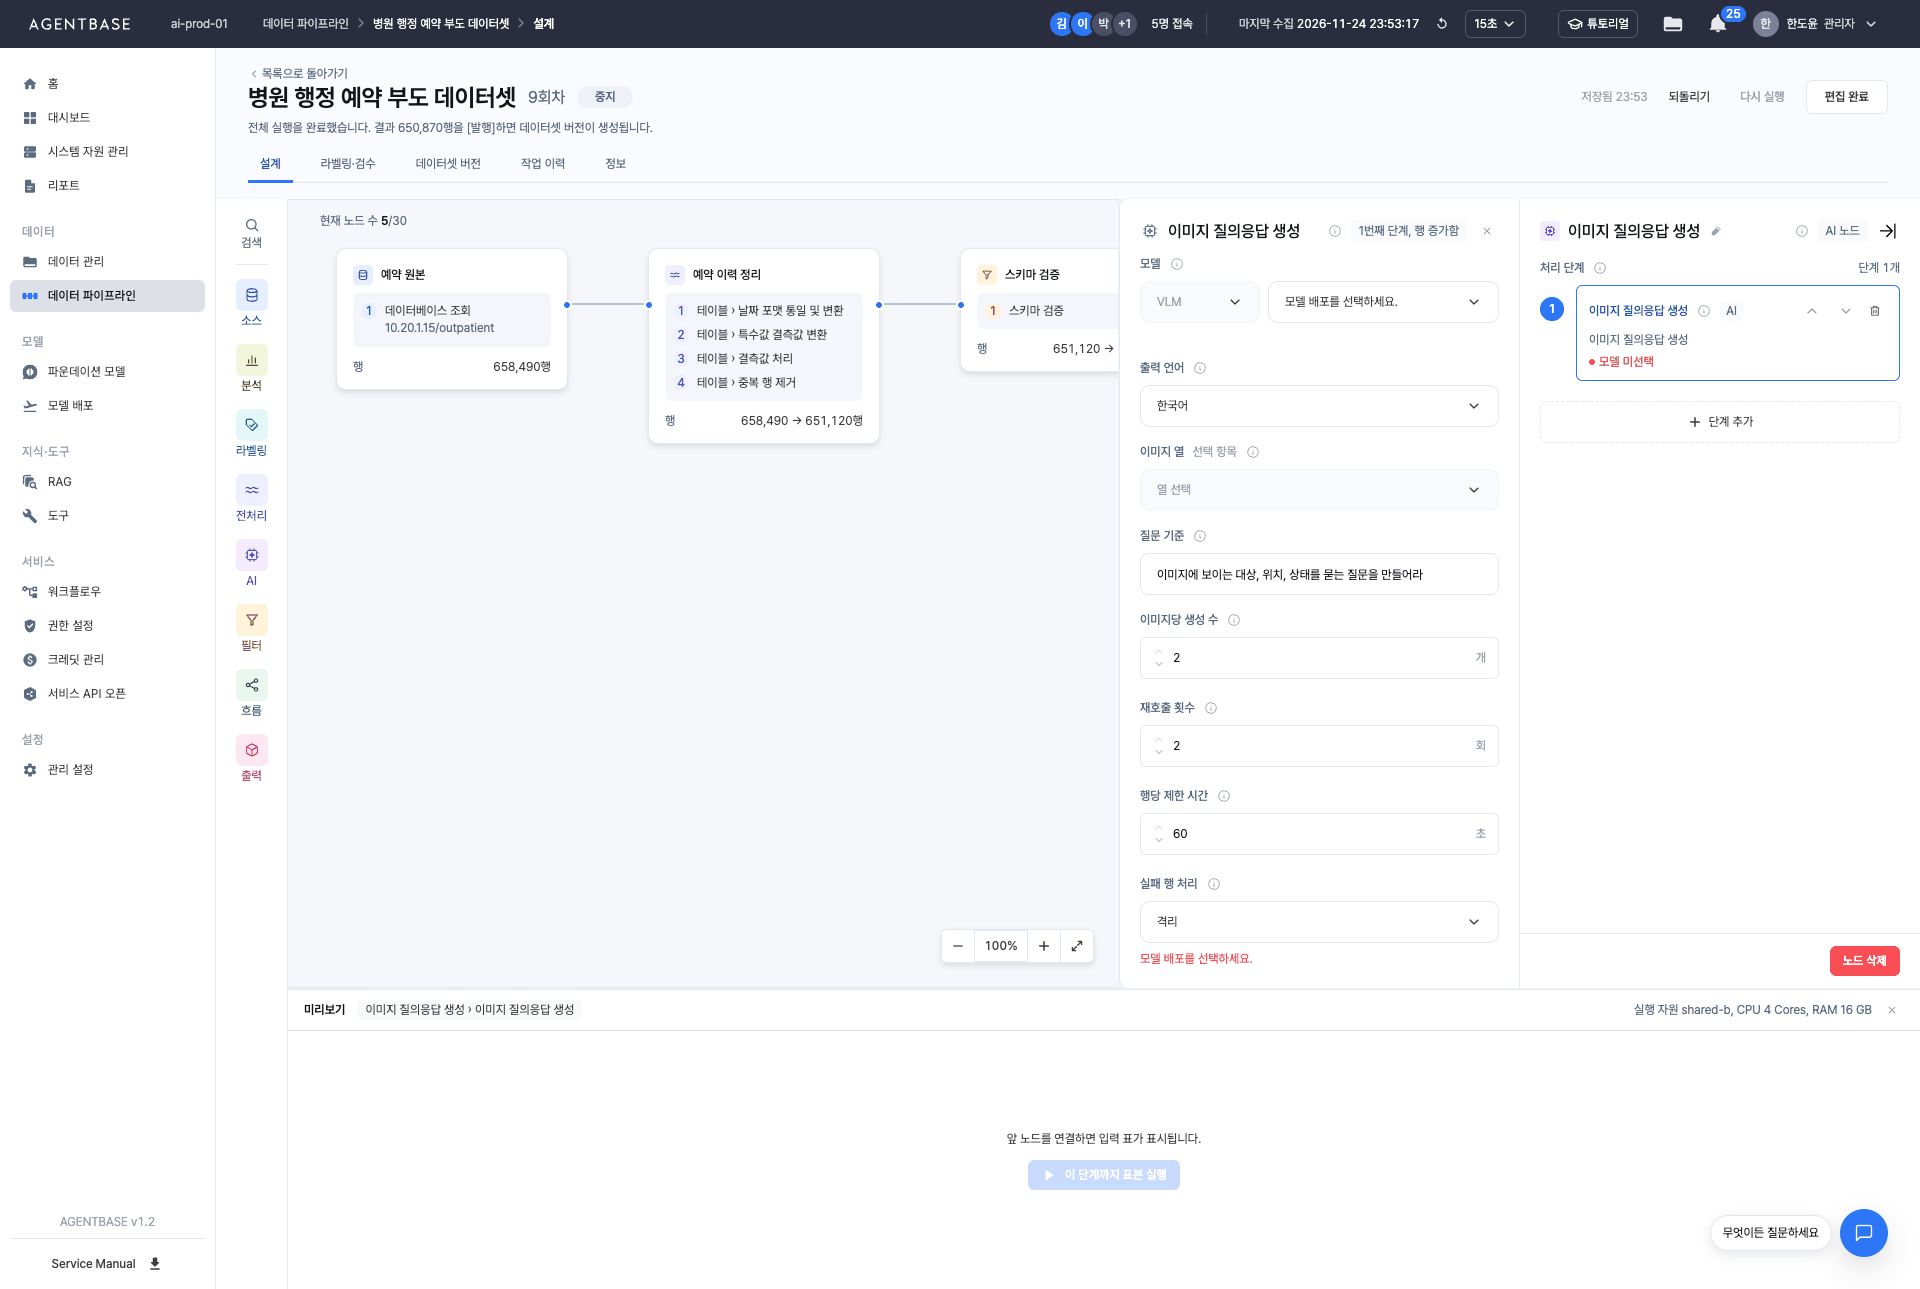 AGENTBASE
ai-prod-01
데이터 파이프라인 > 병원 행정 예약 부도 데이터셋 > 설계
김 이 박 +1 5명 접속
마지막 수집 2026-11-24 23:53:17
15초
튜토리얼
25
한 한도윤 관리자
홈
대시보드
시스템 자원 관리
리포트
데이터
데이터 관리
데이터 파이프라인
모델
파운데이션 모델
모델 배포
지식·도구
RAG
도구
서비스
워크플로우
권한 설정
크레딧 관리
서비스 API 오픈
설정
관리 설정
AGENTBASE v1.2
Service Manual
목록으로 돌아가기
병원 행정 예약 부도 데이터셋 9회차 중지
전체 실행을 완료했습니다. 결과 650,870행을 [발행]하면 데이터셋 버전이 생성됩니다.
저장됨 23:53 되돌리기 다시 실행 편집 완료
설계 라벨링·검수 데이터셋 버전 작업 이력 정보
검색
소스
분석
라벨링
전처리
AI
필터
흐름
출력
현재 노드 수 5/30
예약 원본
1 데이터베이스 조회
10.20.1.15/outpatient
행 658,490행
예약 이력 정리
1 테이블 › 날짜 포맷 통일 및 변환
2 테이블 › 특수값 결측값 변환
3 테이블 › 결측값 처리
4 테이블 › 중복 행 제거
행 658,490 → 651,120행
스키마 검증
1 스키마 검증
행 651,120 →
100%
이미지 질의응답 생성 1번째 단계, 행 증가함
모델
VLM 모델 배포를 선택하세요.
출력 언어
한국어
이미지 열 선택 항목
열 선택
질문 기준
이미지에 보이는 대상, 위치, 상태를 묻는 질문을 만들어라
이미지당 생성 수
2 개
재호출 횟수
2 회
행당 제한 시간
60 초
실패 행 처리
격리
모델 배포를 선택하세요.
이미지 질의응답 생성 AI 노드
처리 단계 단계 1개
1 이미지 질의응답 생성 AI
이미지 질의응답 생성
모델 미선택
단계 추가
노드 삭제
미리보기 이미지 질의응답 생성 › 이미지 질의응답 생성
실행 자원 shared-b, CPU 4 Cores, RAM 16 GB
앞 노드를 연결하면 입력 표가 표시됩니다.
이 단계까지 표본 실행
무엇이든 질문하세요